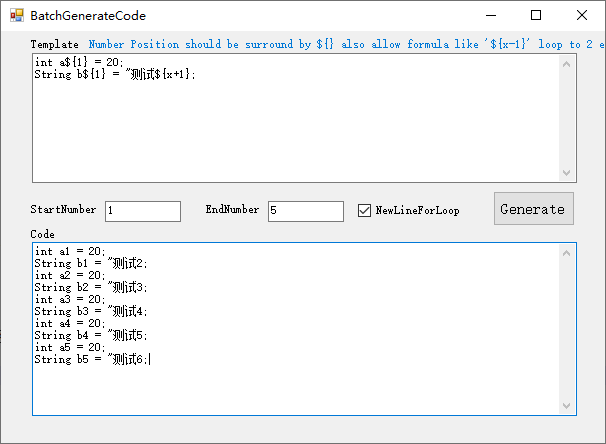 BatchGenerateCode
Template Number Position should be surround by ${} also allow formula like '${x-1}' loop to 2 e
int a${1} = 20;
String b${1} = "测试${x+1};
StartNumber 1 EndNumber 5 NewLineForLoop Generate
Code
int a1 = 20;
String b1 = "测试2;
int a2 = 20;
String b2 = "测试3;
int a3 = 20;
String b3 = "测试4;
int a4 = 20;
String b4 = "测试5;
int a5 = 20;
String b5 = "测试6;